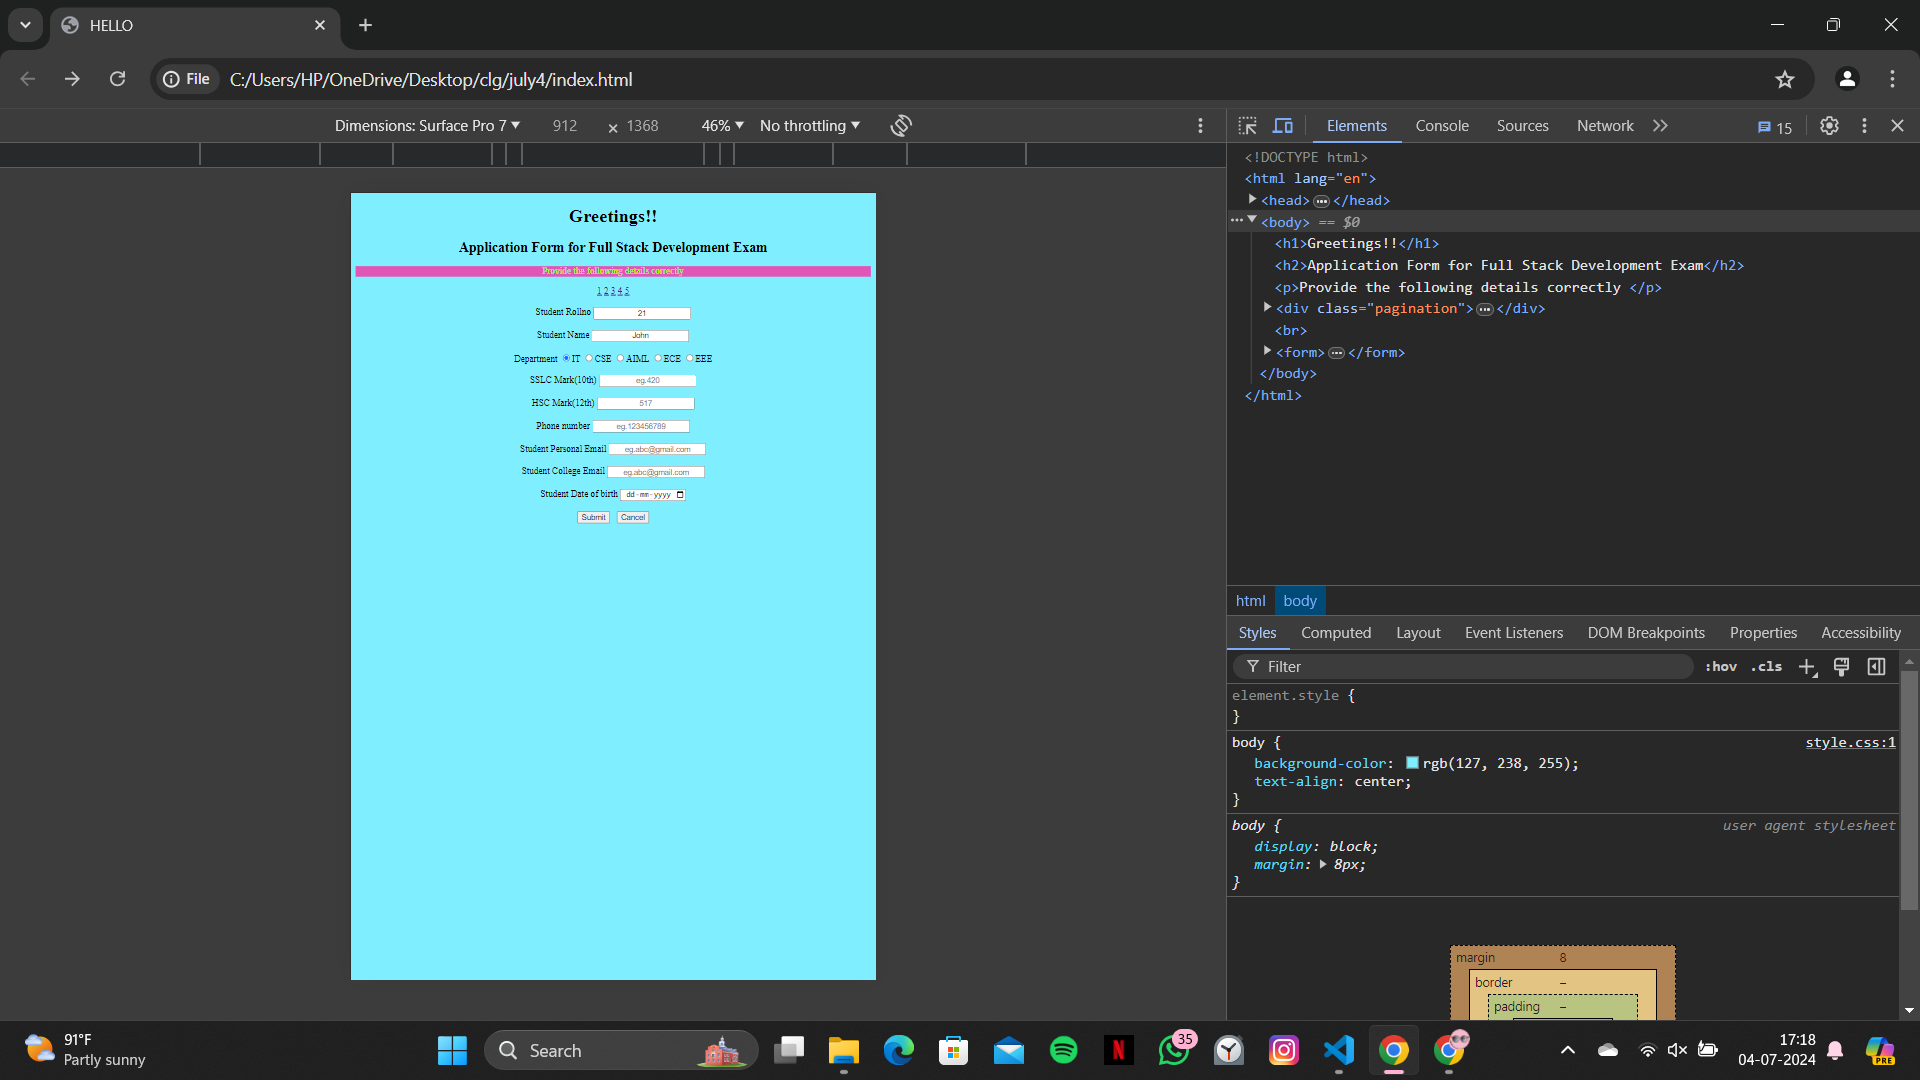 HELLO
File C:/Users/HP/OneDrive/Desktop/clg/july4/index.html
Dimensions: Surface Pro 7 ▼ 912 × 1368 46% ▼ No throttling ▼
Elements Console Sources Network 15
Greetings!!
Application Form for Full Stack Development Exam
Provide the following details correctly
1 2 3 4 5
Student Rollno 21
Student Name John
Department IT CSE AIML ECE EEE
SSLC Mark(10th) eg.420
HSC Mark(12th) 517
Phone number eg.123456789
Student Personal Email eg.abc@gmail.com
Student College Email eg.abc@gmail.com
Student Date of birth dd-mm-yyyy
Submit Cancel
<!DOCTYPE html>
<html lang="en">
<head>…</head>
<body> == $0
<h1>Greetings!!</h1>
<h2>Application Form for Full Stack Development Exam</h2>
<p>Provide the following details correctly </p>
<div class="pagination">…</div>
<br>
<form>…</form>
</body>
</html>
html body
Styles Computed Layout Event Listeners DOM Breakpoints Properties Accessibility
Filter :hov .cls
element.style {
}
body { style.css:1
background-color: rgb(127, 238, 255);
text-align: center;
}
body { user agent stylesheet
display: block;
margin: 8px;
}
margin 8
border –
padding –
91°F
Partly sunny
Search
N
35
17:18
04-07-2024
PRE